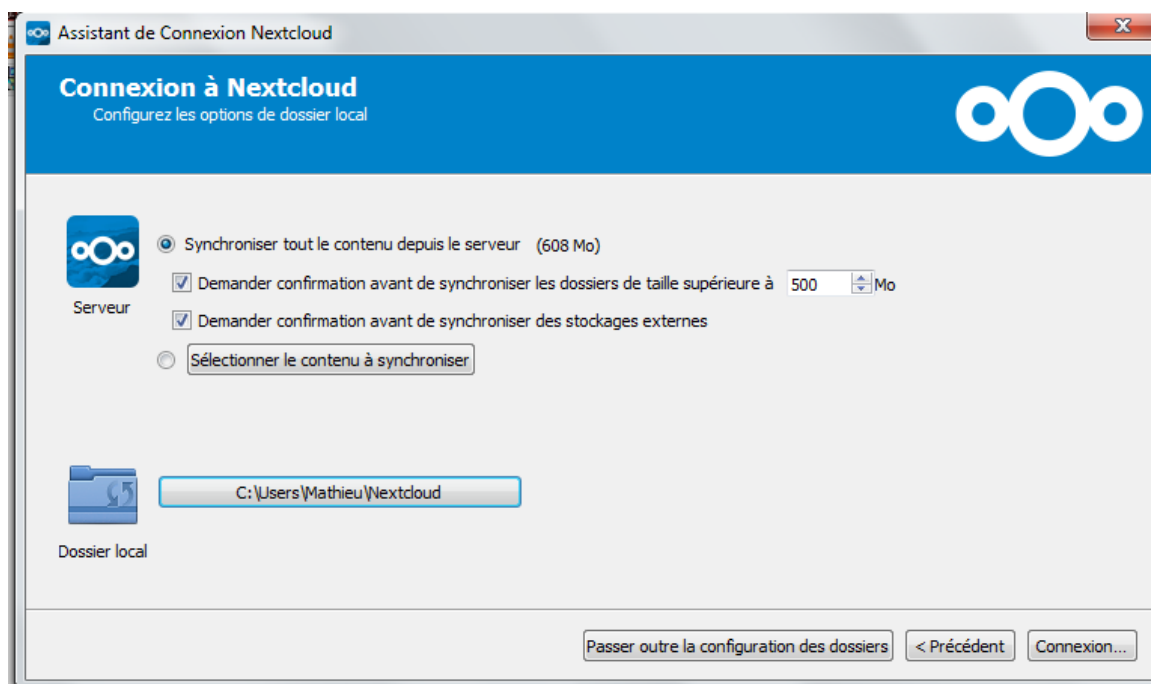 Assistant de Connexion Nextcloud
X
Connexion à Nextcloud
Configurez les options de dossier local
Synchroniser tout le contenu depuis le serveur (608 Mo)
Demander confirmation avant de synchroniser les dossiers de taille supérieure à 500 Mo
Serveur
Demander confirmation avant de synchroniser des stockages externes
Sélectionner le contenu à synchroniser
C:\Users\Mathieu\Nextcloud
Dossier local
Passer outre la configuration des dossiers < Précédent Connexion...